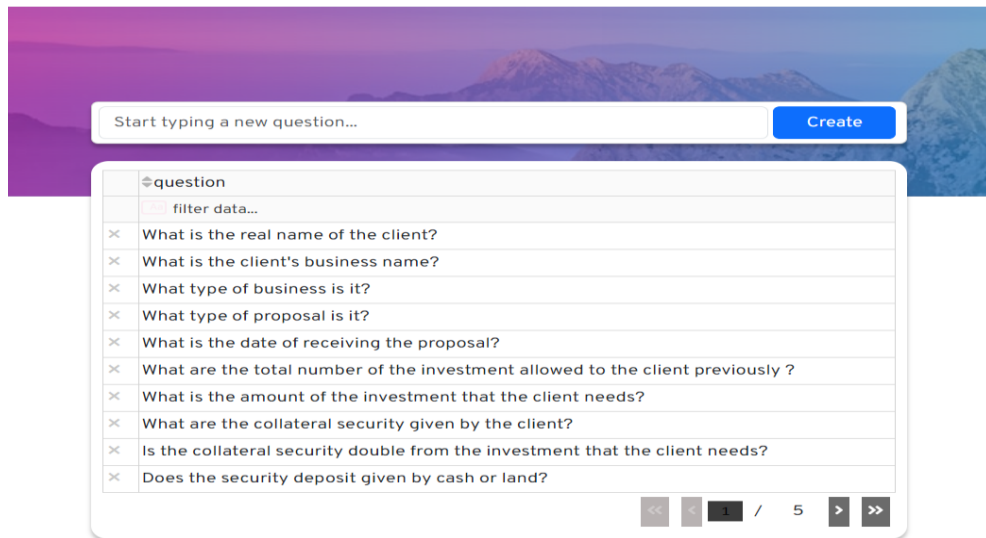 Start typing a new question...
Create
question
filter data...
What is the real name of the client?
What is the client's business name?
What type of business is it?
What type of proposal is it?
What is the date of receiving the proposal?
What are the total number of the investment allowed to the client previously ?
What is the amount of the investment that the client needs?
What are the collateral security given by the client?
Is the collateral security double from the investment that the client needs?
Does the security deposit given by cash or land?
<< < 1 / 5 > >>